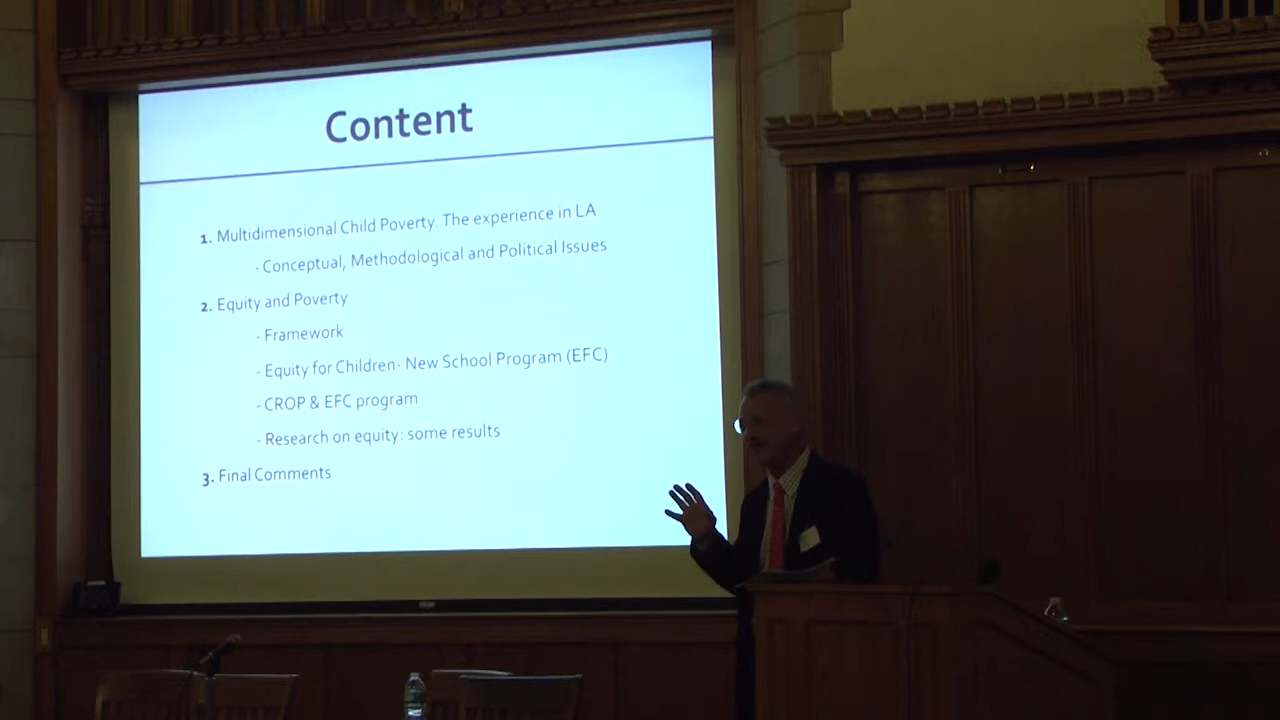 Content
1. Multidimensional Child Poverty. The experience in LA
- Conceptual, Methodological and Political Issues
2. Equity and Poverty
- Framework
- Equity for Children- New School Program (EFC)
- CROP & EFC program
- Research on equity: some results
3. Final Comments